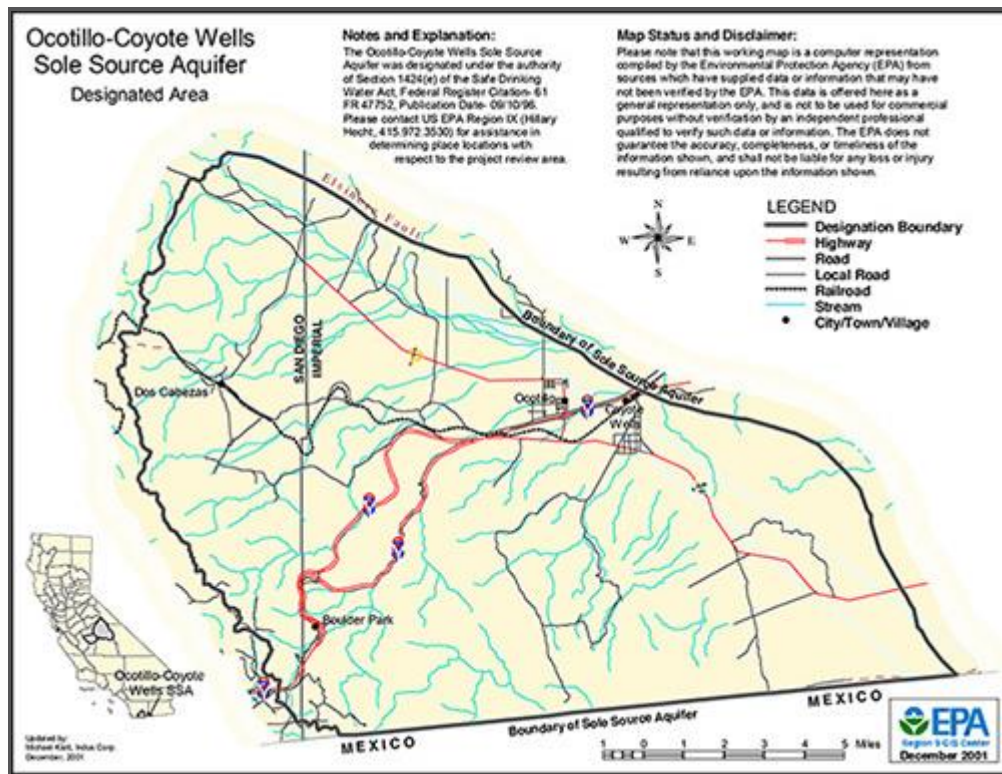 Ocotillo-Coyote Wells
Sole Source Aquifer
Designated Area
Notes and Explanation:
The Ocotillo-Coyote Wells Sole Source
Aquifer was designated under the authority
of Section 1424(e) of the Safe Drinking
Water Act, Federal Register Citation- 61
FR 47752, Publication Date- 09/10/96.
Please contact US EPA Region IX (Hillary
Hecht, 415.972.3530) for assistance in
determining place locations with
respect to the project review area.
Map Status and Disclaimer:
Please note that this working map is a computer representation
compiled by the Environmental Protection Agency (EPA) from
sources which have supplied data or information that may have
not been verified by the EPA. This data is offered here as a
general representation only, and is not to be used for commercial
purposes without verification by an independent professional
qualified to verify such data or information. The EPA does not
guarantee the accuracy, completeness, or timeliness of the
information shown, and shall not be liable for any loss or injury
resulting from reliance upon the information shown.
N
W E
S
LEGEND
Designation Boundary
Highway
Road
Local Road
Railroad
Stream
City/Town/Village
Elsinore Fault
Boundary of Sole Source Aquifer
SAN DIEGO
IMPERIAL
Dos Cabezas
Ocotillo
Coyote
Wells
Boulder Park
Ocotillo-Coyote
Wells SSA
MEXICO
Boundary of Sole Source Aquifer
MEXICO
1 0 1 2 3 4 5 Miles
Updated by:
December, 2001
EPA
Region 9 GIS Center
December 2001